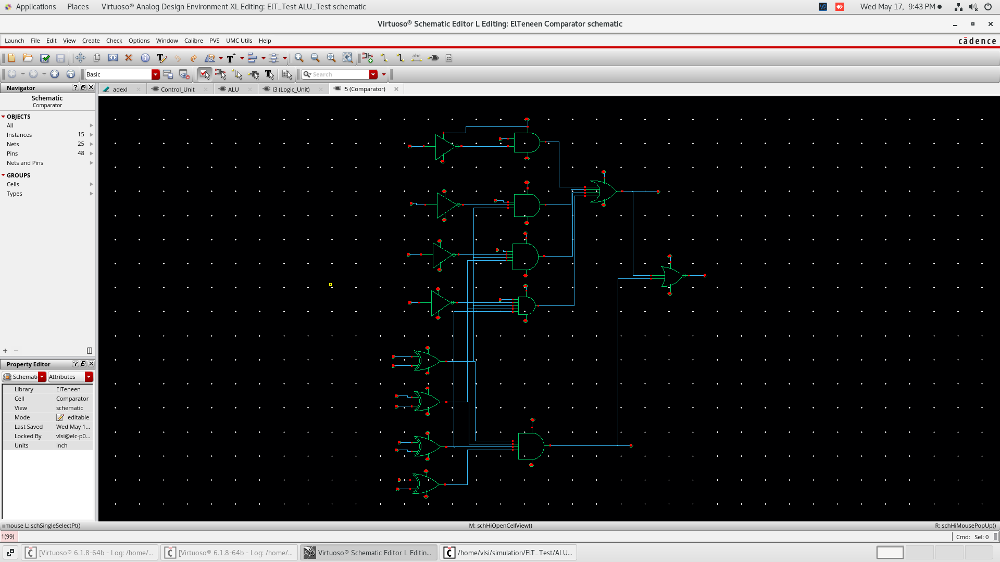 Applications Places Virtuoso® Analog Design Environment XL Editing: ElT_Test ALU_Test schematic Wed May 17, 9:43 PM
Virtuoso® Schematic Editor L Editing: ElTeneen Comparator schematic
Launch File Edit View Create Check Options Window Calibre PVS UMC Utils Help cādence
abc
Basic Search
Navigator adexl Control_Unit ALU I3 (Logic_Unit) I5 (Comparator)
Schematic
Comparator
OBJECTS
All
Instances 15
Nets 25
Pins 48
Nets and Pins
GROUPS
Cells
Types
Property Editor
Schemati Attributes
Library ElTeneen
Cell Comparator
View schematic
Mode editable
Last Saved Wed May 1...
Locked By vlsi@elc-p0...
Units inch
mouse L: schSingleSelectPt() M: schHiOpenCellView() R: schHiMousePopUp()
1(99) Cmd: Sel: 0
[Virtuoso® 6.1.8-64b - Log: /home/... [Virtuoso® 6.1.8-64b - Log: /home/... Virtuoso® Schematic Editor L Editin... /home/vlsi/simulation/ElT_Test/ALU...